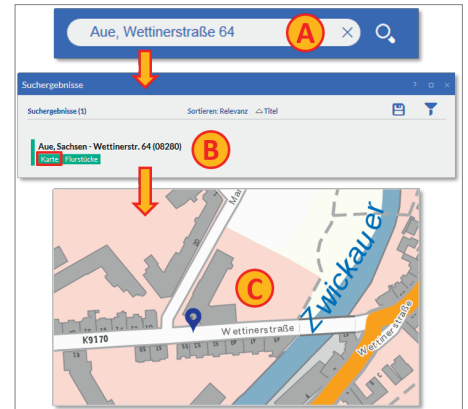 Aue, Wettinerstraße 64
A
Suchergebnisse
Suchergebnisse (1)
Sortieren: Relevanz
Titel
Aue, Sachsen - Wettinerstr. 64 (08280)
B
Karte
Flurstücke
Mar
Zwickauer
C
Wettinerstraße
Wettinerstraße
K9170